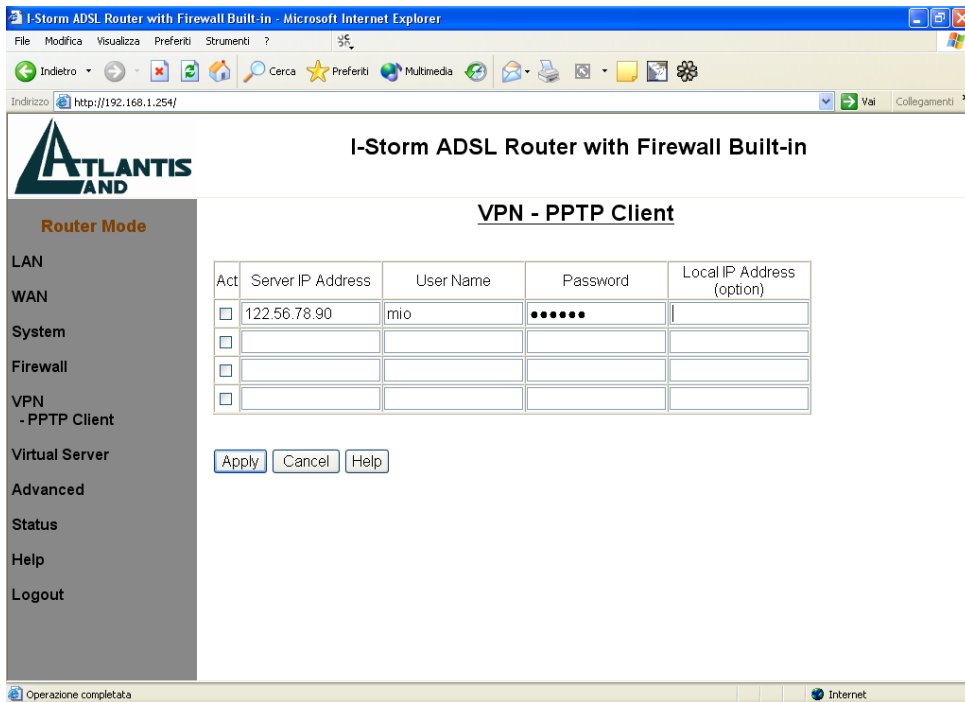 I-Storm ADSL Router with Firewall Built-in - Microsoft Internet Explorer
File Modifica Visualizza Preferiti Strumenti ?
Indietro Cerca Preferiti Multimedia
Indirizzo http://192.168.1.254/ Vai Collegamenti
ATLANTIS LAND
I-Storm ADSL Router with Firewall Built-in
Router Mode
LAN
WAN
System
Firewall
VPN
- PPTP Client
Virtual Server
Advanced
Status
Help
Logout
VPN - PPTP Client
Act Server IP Address User Name Password Local IP Address (option)
122.56.78.90 mio ●●●●●●
Apply Cancel Help
Operazione completata Internet